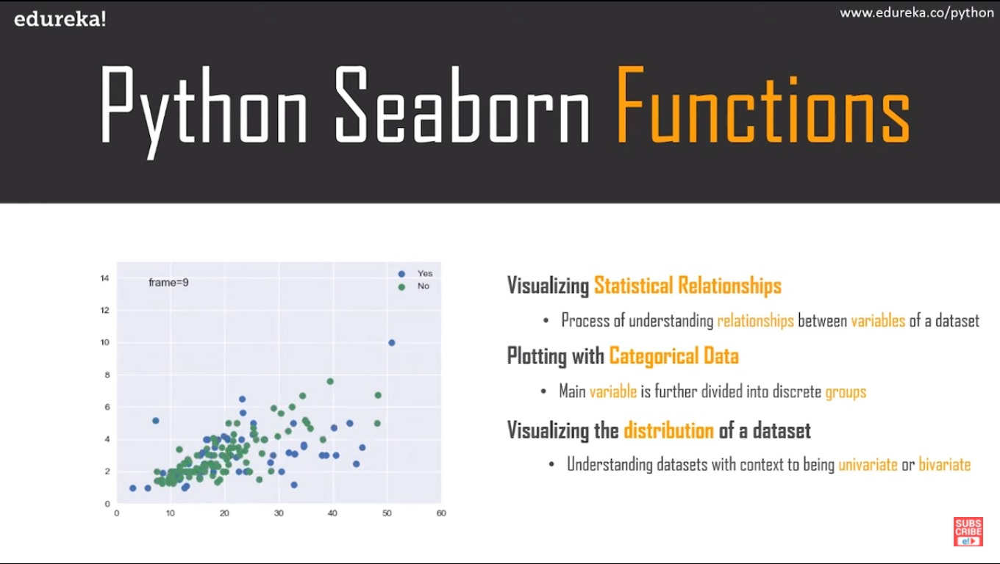 edureka!
www.edureka.co/python
Python Seaborn Functions
frame=9
Yes
No
14
12
10
8
6
4
2
0
0 10 20 30 40 50 60
Visualizing Statistical Relationships
• Process of understanding relationships between variables of a dataset
Plotting with Categorical Data
• Main variable is further divided into discrete groups
Visualizing the distribution of a dataset
• Understanding datasets with context to being univariate or bivariate
SUBS
CRIBE
e!